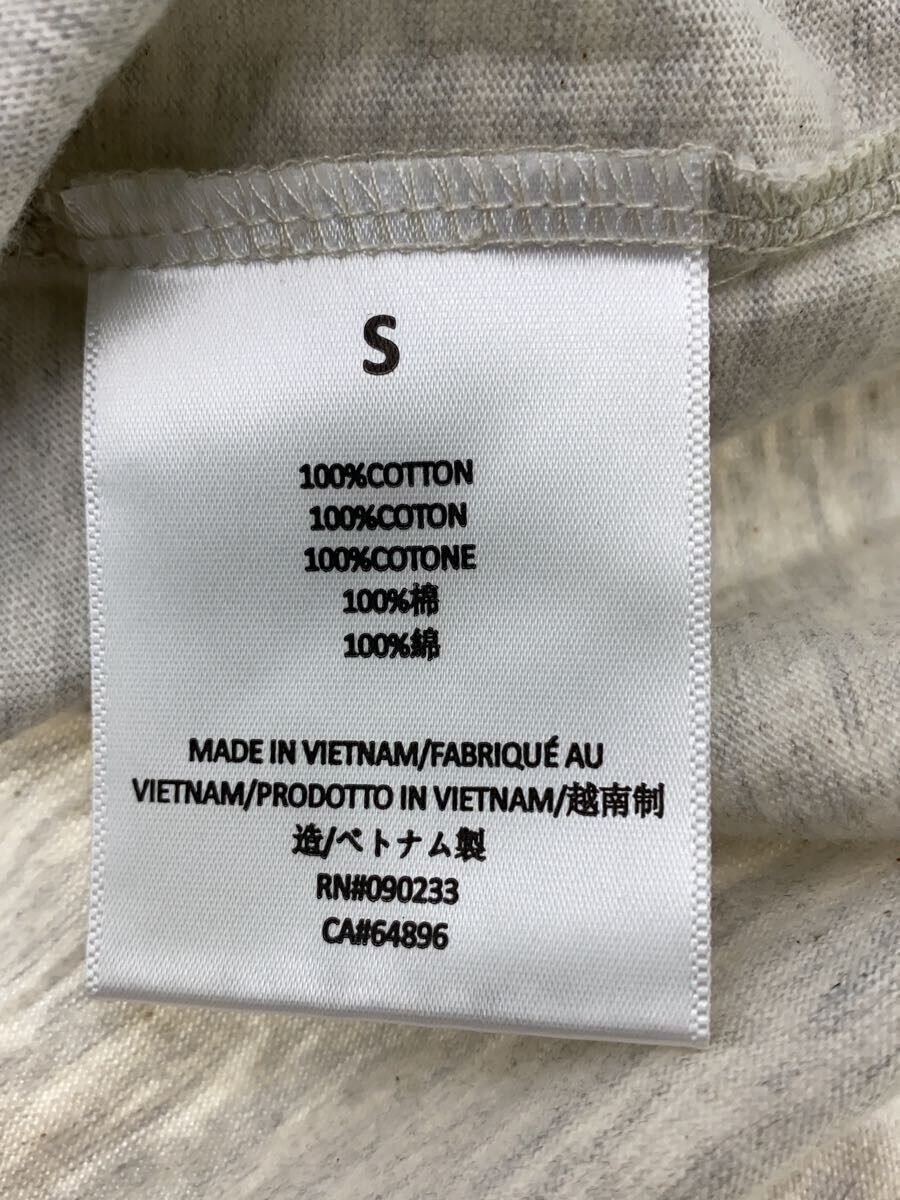 S
100%COTTON
100%COTON
100%COTONE
100%棉
100%綿
MADE IN VIETNAM/FABRIQUÉ AU
VIETNAM/PRODOTTO IN VIETNAM/越南制
造/ベトナム製
RN#090233
CA#64896